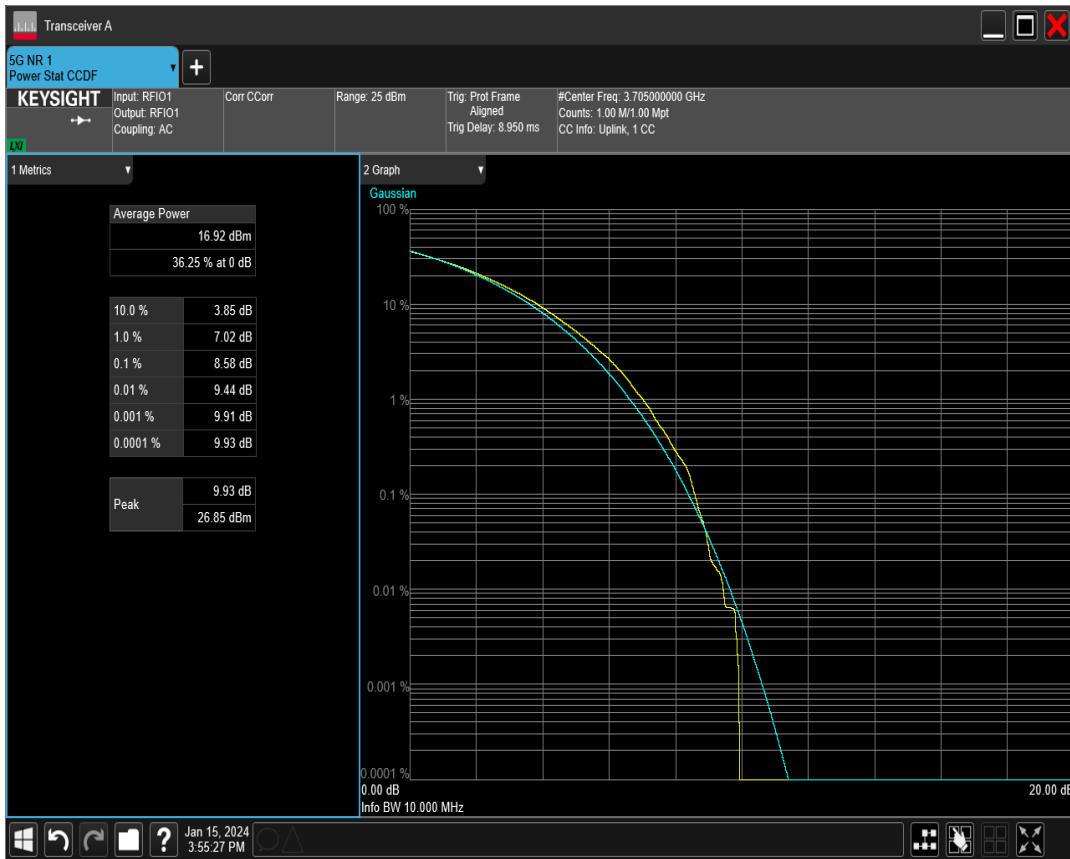 Transceiver A
5G NR 1
Power Stat CCDF
+
KEYSIGHT
LXI
Input: RFIO1
Output: RFIO1
Coupling: AC
Corr CCorr
Range: 25 dBm
Trig: Prot Frame
Aligned
Trig Delay: 8.950 ms
#Center Freq: 3.705000000 GHz
Counts: 1.00 M/1.00 Mpt
CC Info: Uplink, 1 CC
1 Metrics
Average Power
16.92 dBm
36.25 % at 0 dB
10.0 % 3.85 dB
1.0 % 7.02 dB
0.1 % 8.58 dB
0.01 % 9.44 dB
0.001 % 9.91 dB
0.0001 % 9.93 dB
Peak 9.93 dB
26.85 dBm
2 Graph
Gaussian
100 %
10 %
1 %
0.1 %
0.01 %
0.001 %
0.0001 %
0.00 dB 20.00 dB
Info BW 10.000 MHz
?
Jan 15, 2024
3:55:27 PM